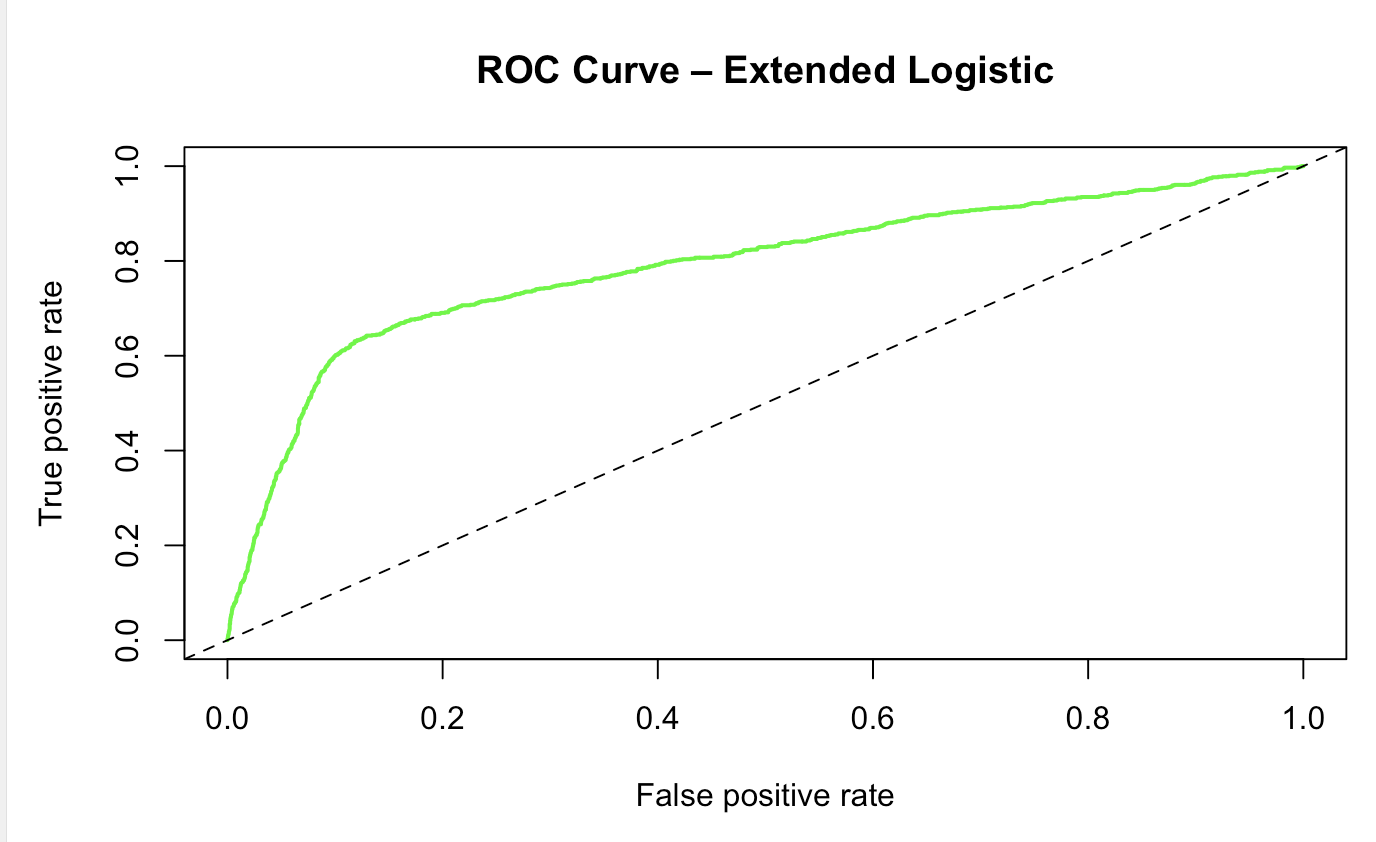 ROC Curve – Extended Logistic
True positive rate
1.0
0.8
0.6
0.4
0.2
0.0
0.0 0.2 0.4 0.6 0.8 1.0
False positive rate